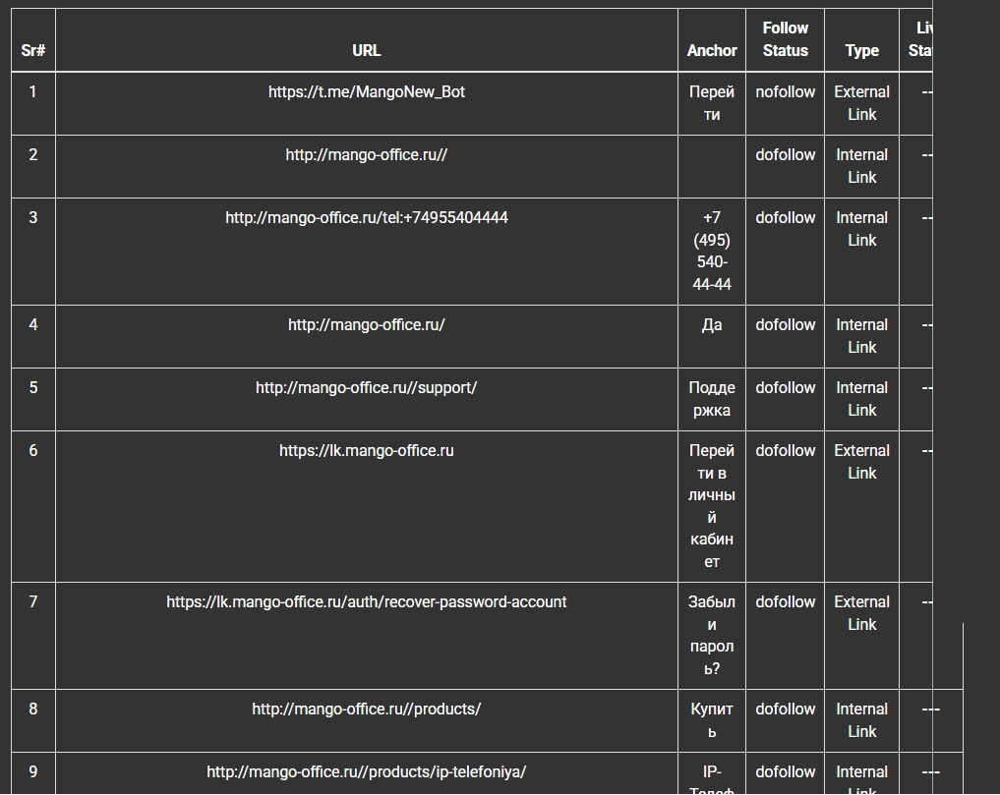 Sr# URL Anchor Follow Status Type Liv Sta
1 https://t.me/MangoNew_Bot Перейти nofollow External Link --
2 http://mango-office.ru// dofollow Internal Link --
3 http://mango-office.ru/tel:+74955404444 +7 (495) 540-44-44 dofollow Internal Link --
4 http://mango-office.ru/ Да dofollow Internal Link --
5 http://mango-office.ru//support/ Поддержка dofollow Internal Link --
6 https://lk.mango-office.ru Перейти в личный кабинет dofollow External Link --
7 https://lk.mango-office.ru/auth/recover-password-account Забыли пароль? dofollow External Link --
8 http://mango-office.ru//products/ Купить dofollow Internal Link ---
9 http://mango-office.ru//products/ip-telefoniya/ IP-Телеф dofollow Internal Link ---